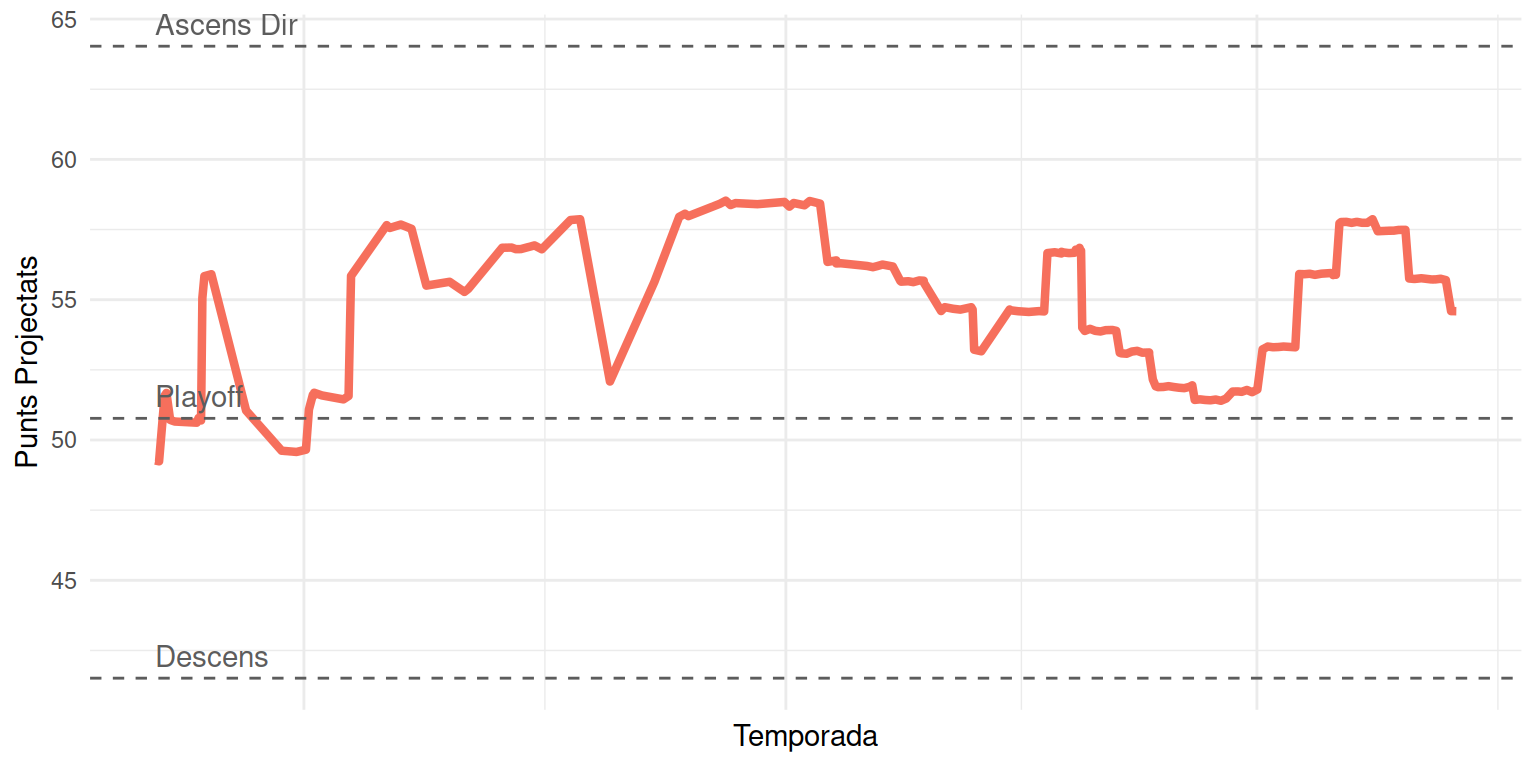 65
Ascens Dir
60
55
Playoff
50
45
Descens
Punts Projectats
Temporada